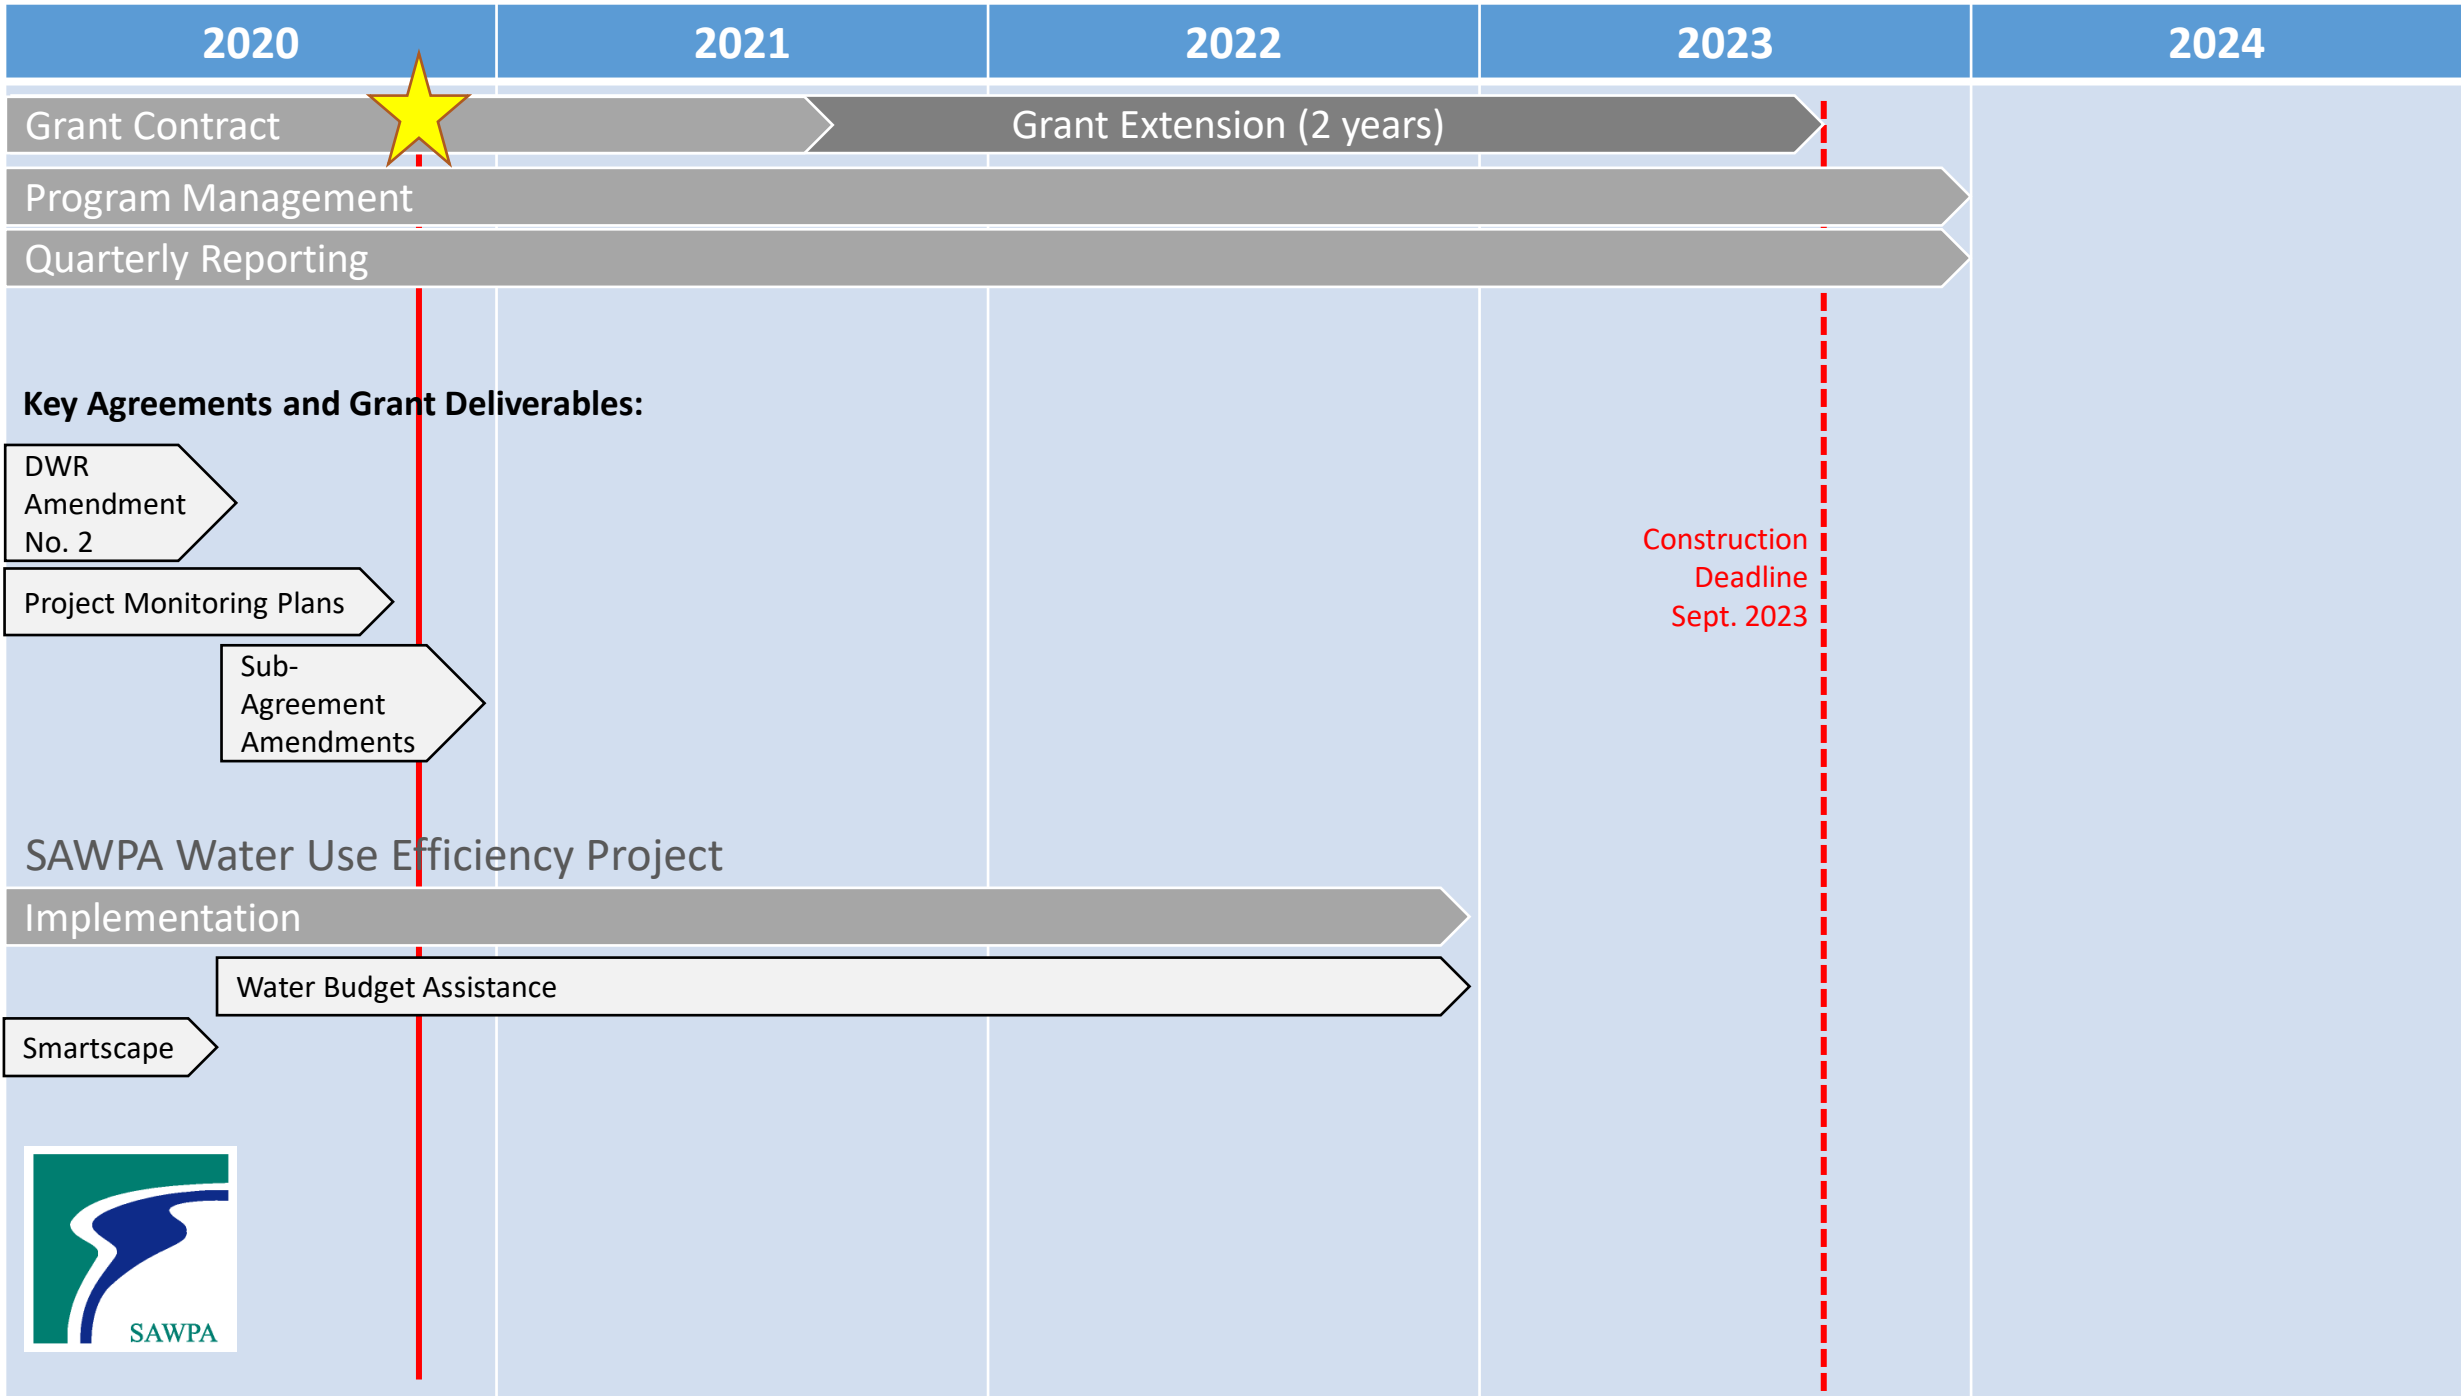 2020 2021 2022 2023 2024
Grant Contract
Grant Extension (2 years)
Program Management
Quarterly Reporting
Key Agreements and Grant Deliverables:
DWR
Amendment
No. 2
Project Monitoring Plans
Construction
Deadline
Sept. 2023
Sub-
Agreement
Amendments
SAWPA Water Use Efficiency Project
Implementation
Water Budget Assistance
Smartscape
SAWPA